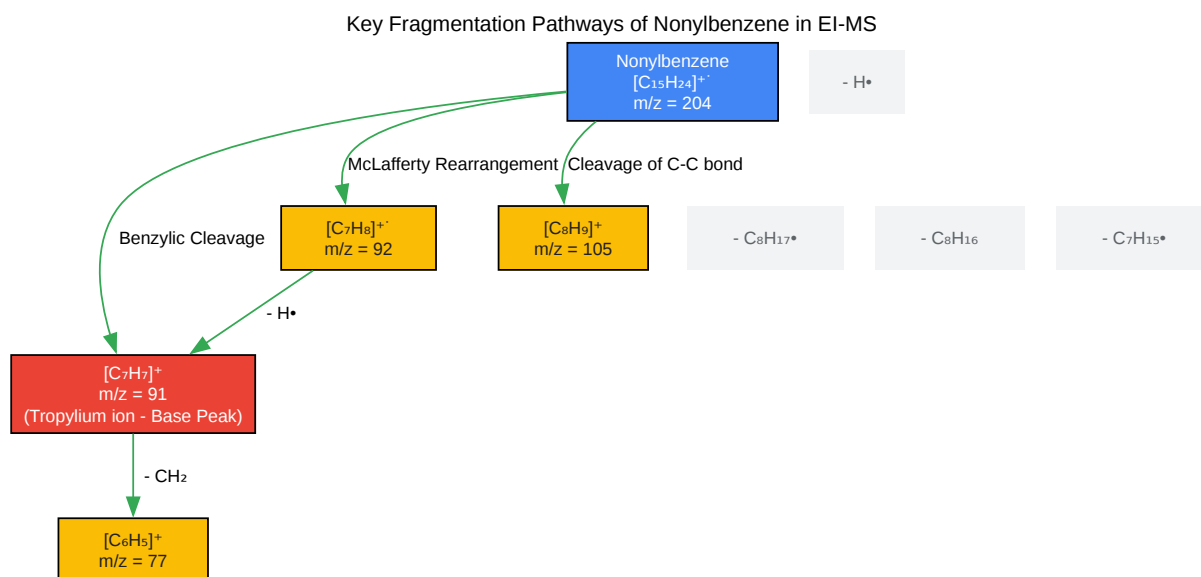 Key Fragmentation Pathways of Nonylbenzene in EI-MS
Nonylbenzene
[C₁₅H₂₄]⁺˙
m/z = 204
- H•
McLafferty Rearrangement
Cleavage of C-C bond
Benzylic Cleavage
[C₇H₈]⁺˙
m/z = 92
[C₈H₉]⁺
m/z = 105
- C₈H₁₇•
- C₈H₁₆
- C₇H₁₅•
- H•
[C₇H₇]⁺
m/z = 91
(Tropylium ion - Base Peak)
- CH₂
[C₆H₅]⁺
m/z = 77